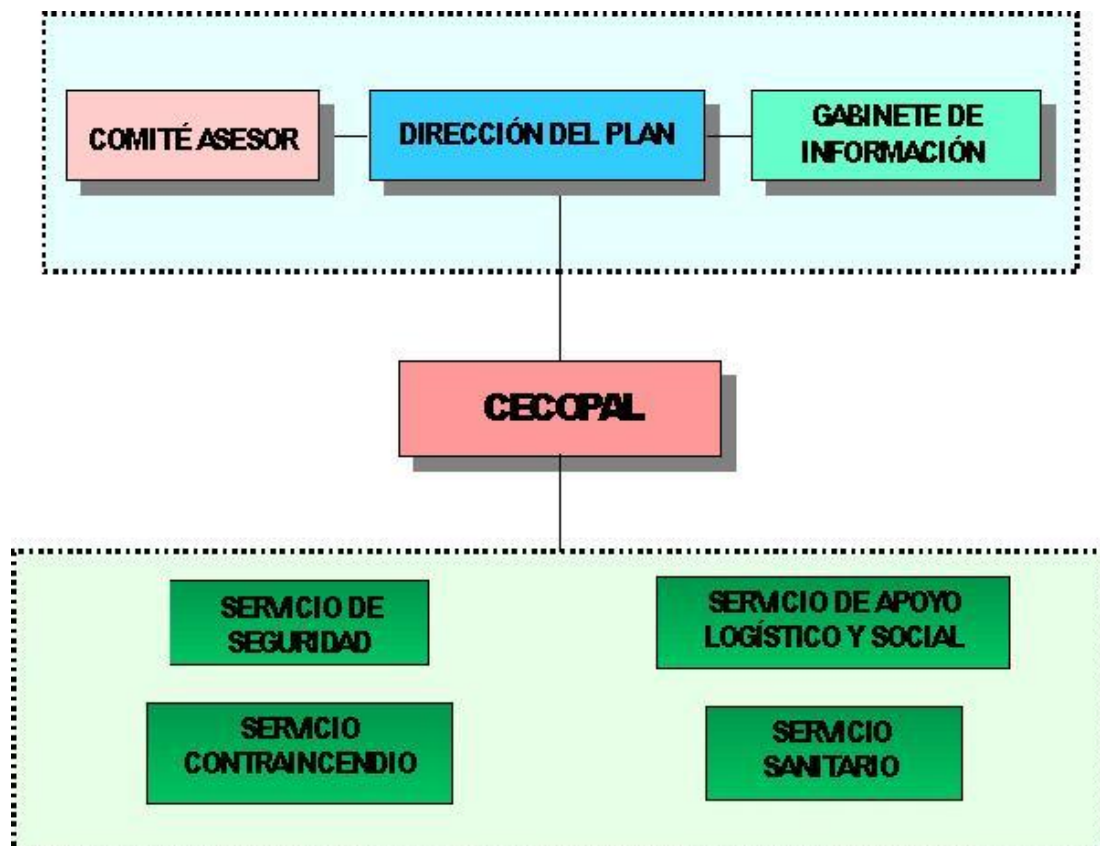 COMITÉ ASESOR
DIRECCIÓN DEL PLAN
GABINETE DE
INFORMACIÓN
CECOPAL
SERVICIO DE
SEGURIDAD
SERVICIO DE APOYO
LOGÍSTICO Y SOCIAL
SERVICIO
CONTRAINCENDIO
SERVICIO
SANITARIO